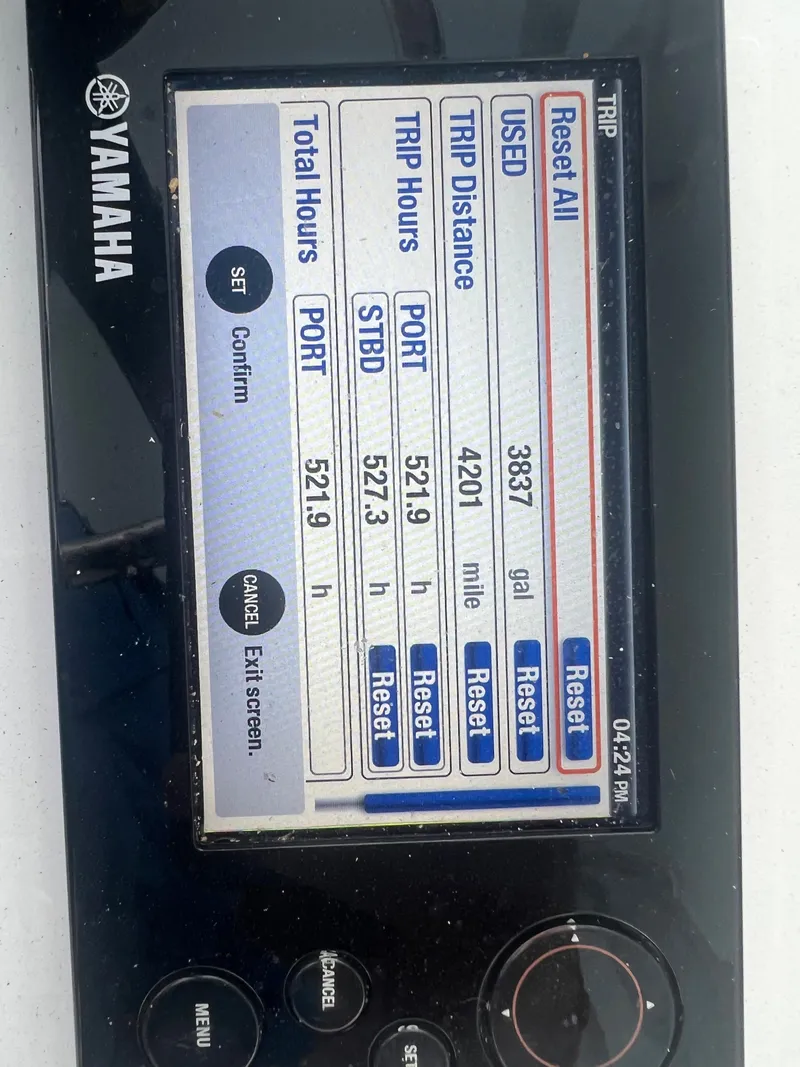 TRIP 04:24 PM
Reset All Reset
USED 3837 gal Reset
TRIP Distance 4201 mile Reset
TRIP Hours PORT 521.9 h Reset
STBD 527.3 h Reset
Total Hours PORT 521.9 h
SET Confirm CANCEL Exit screen.
YAMAHA
CANCEL
SET
MENU